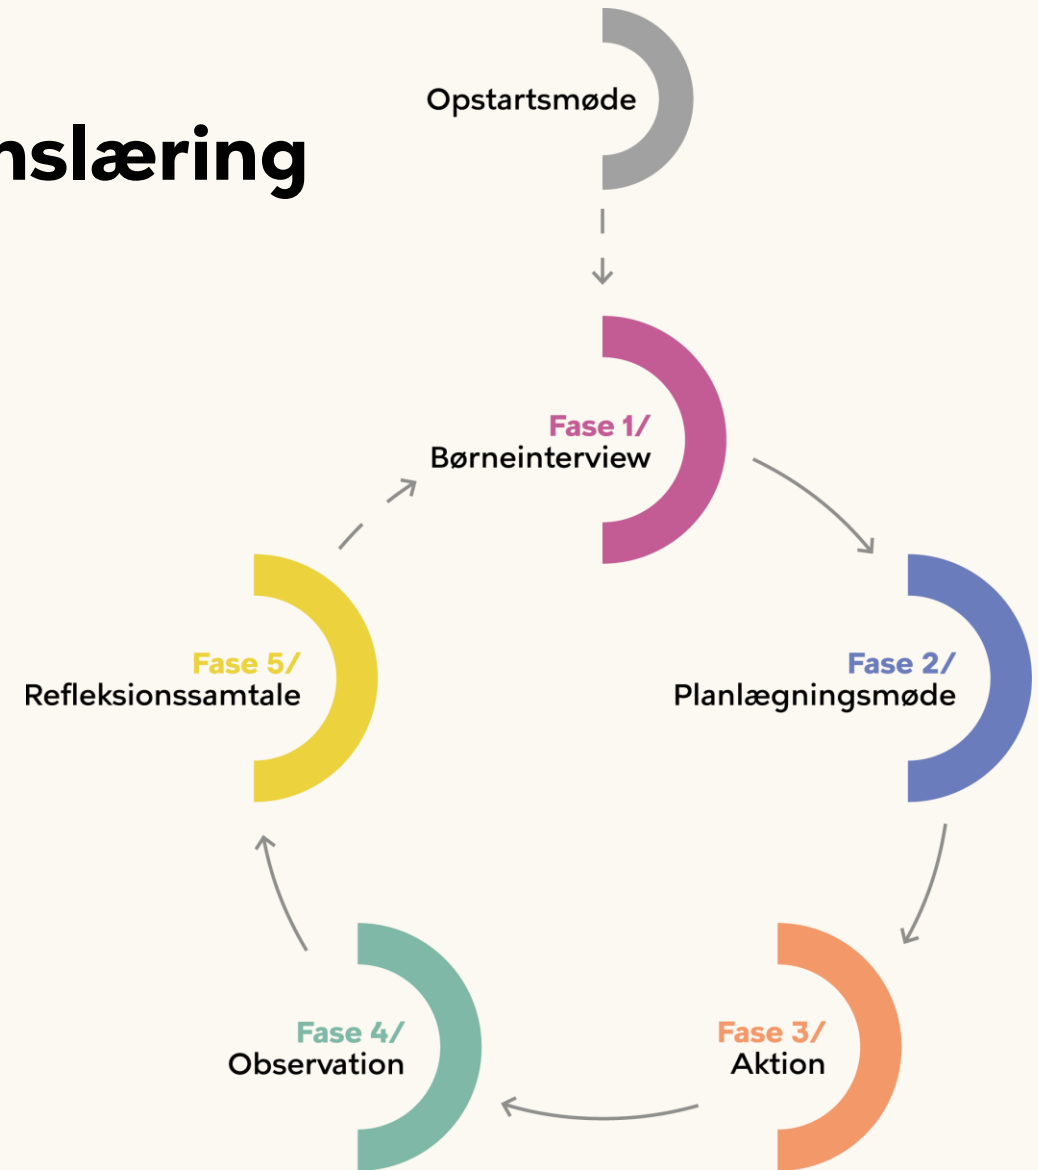 Opstartsmøde
nslæring
Fase 1/
Børneinterview
Fase 2/
Planlægningsmøde
Fase 3/
Aktion
Fase 4/
Observation
Fase 5/
Refleksionssamtale